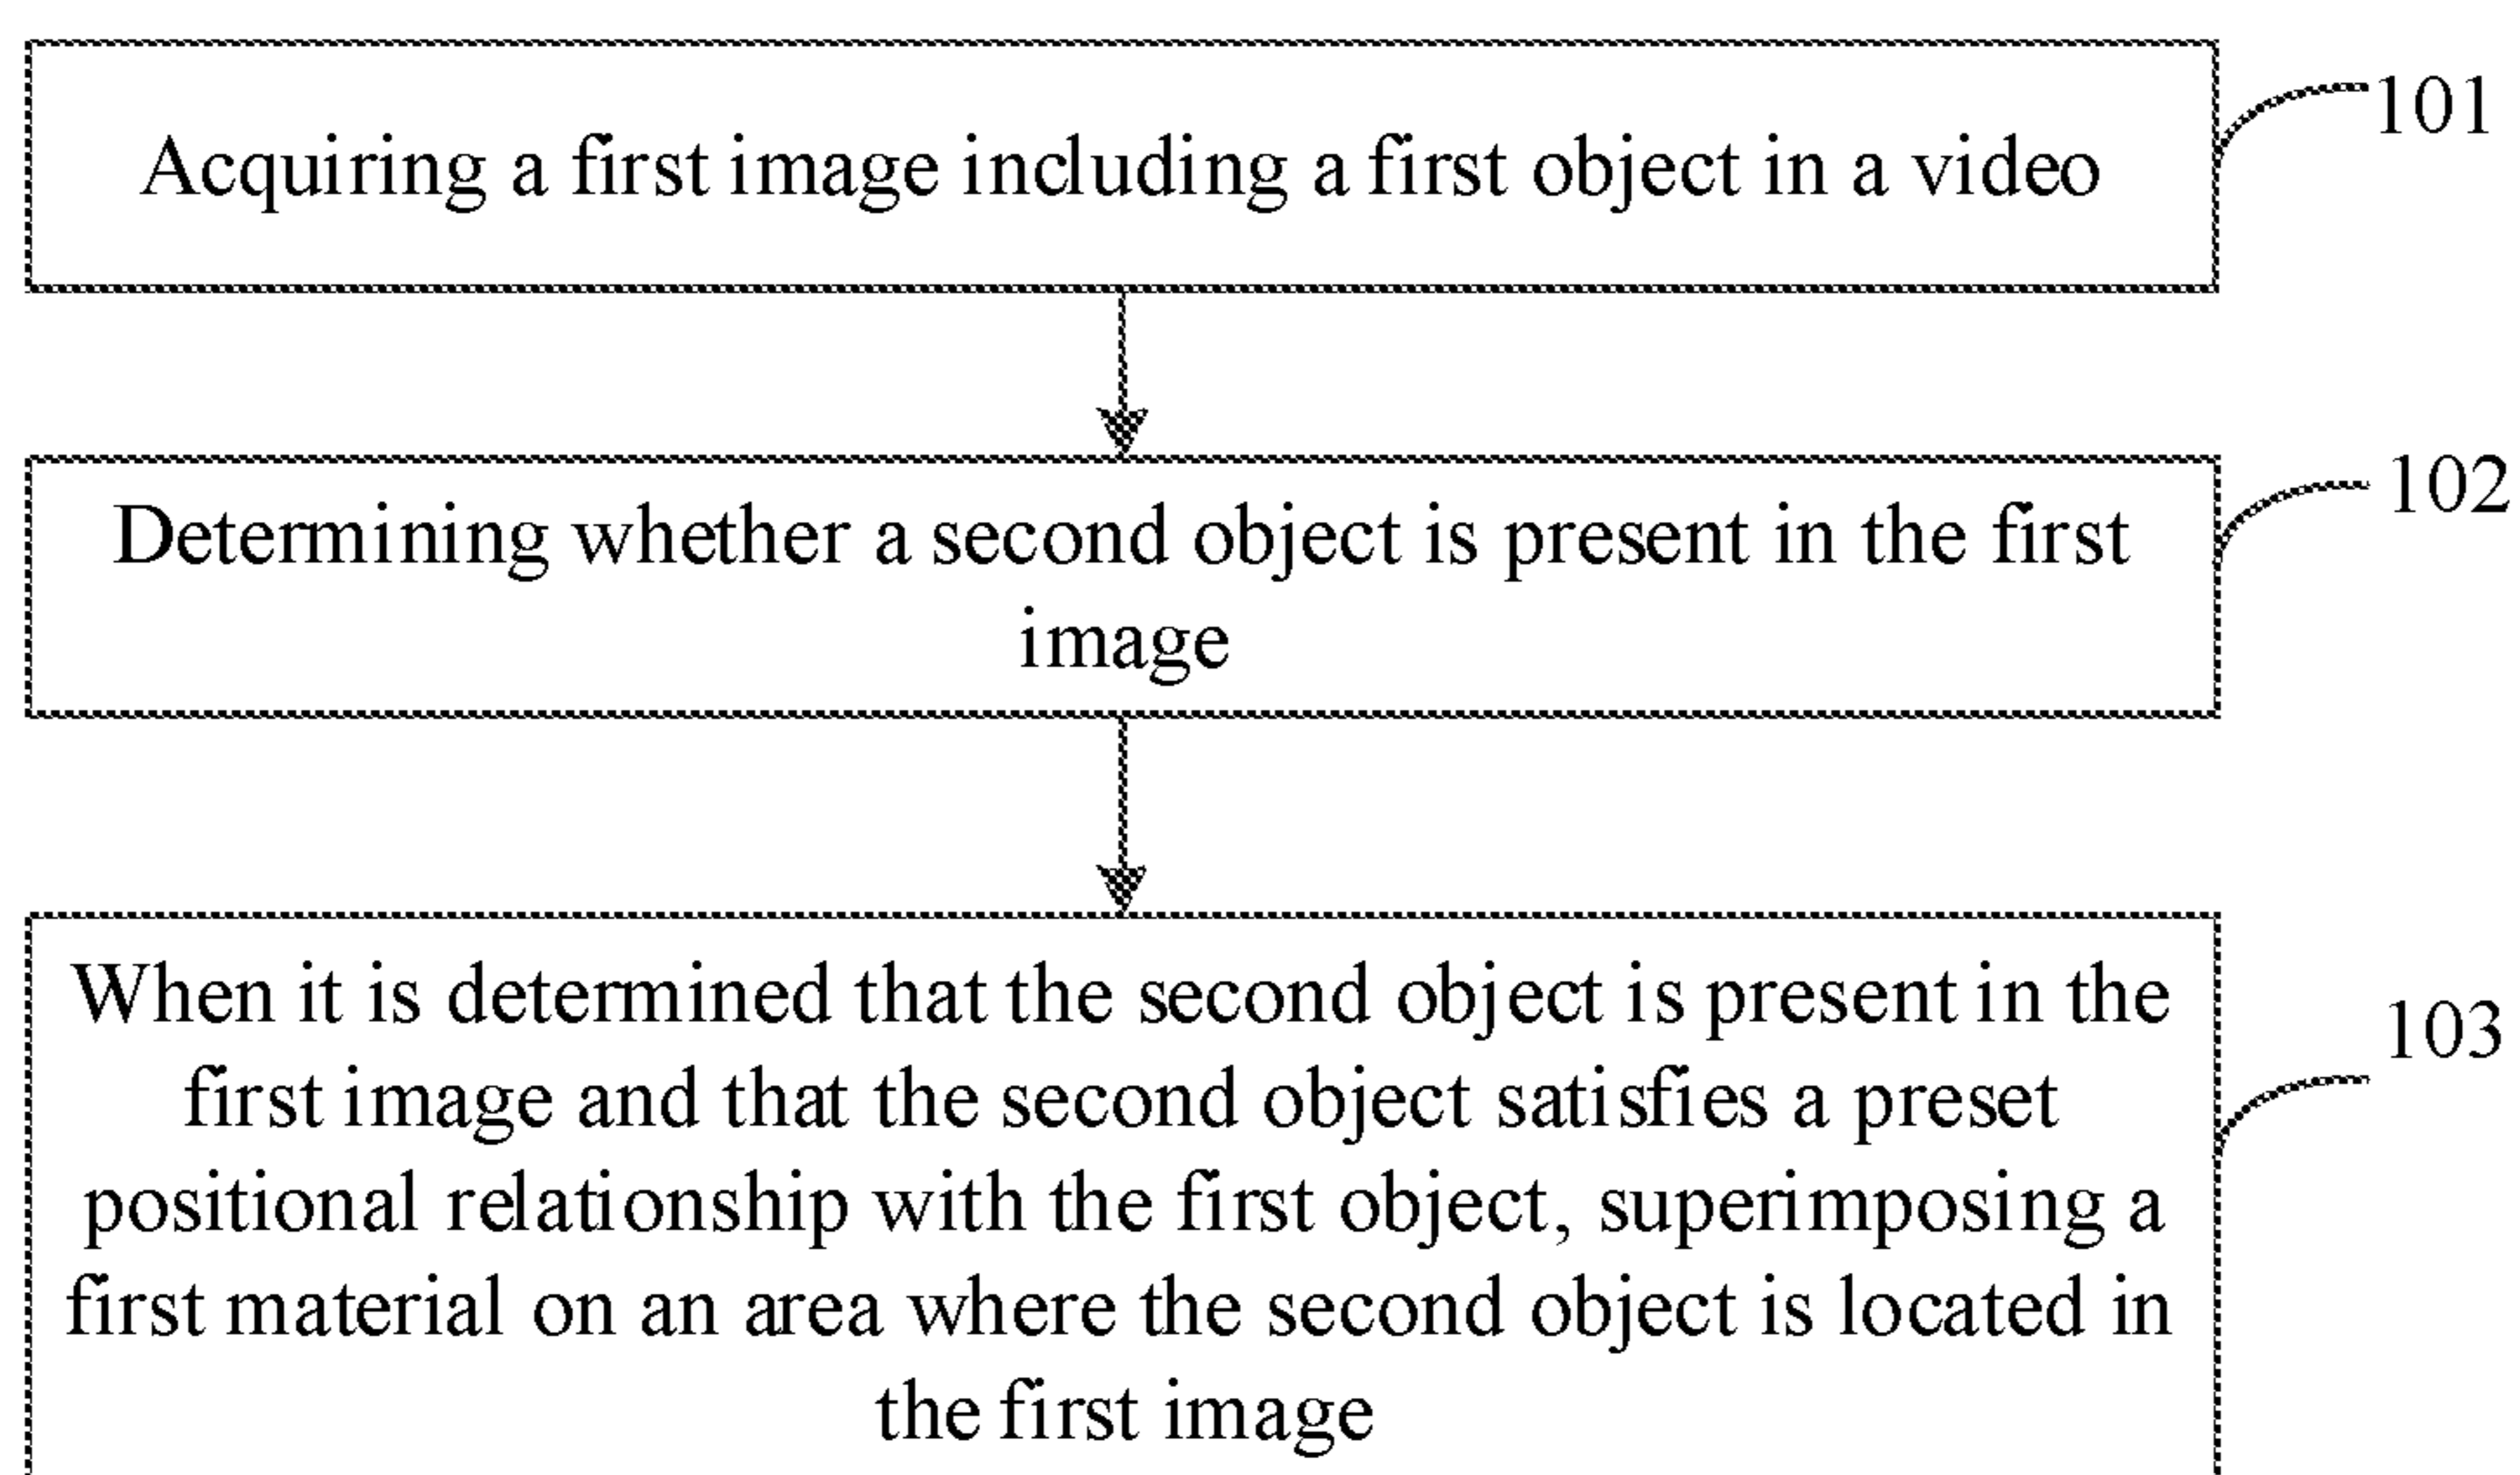 Acquiring a first image including a first object in a video
101
Determining whether a second object is present in the first
image
102
When it is determined that the second object is present in the
first image and that the second object satisfies a preset
positional relationship with the first object, superimposing a
first material on an area where the second object is located in
the first image
103